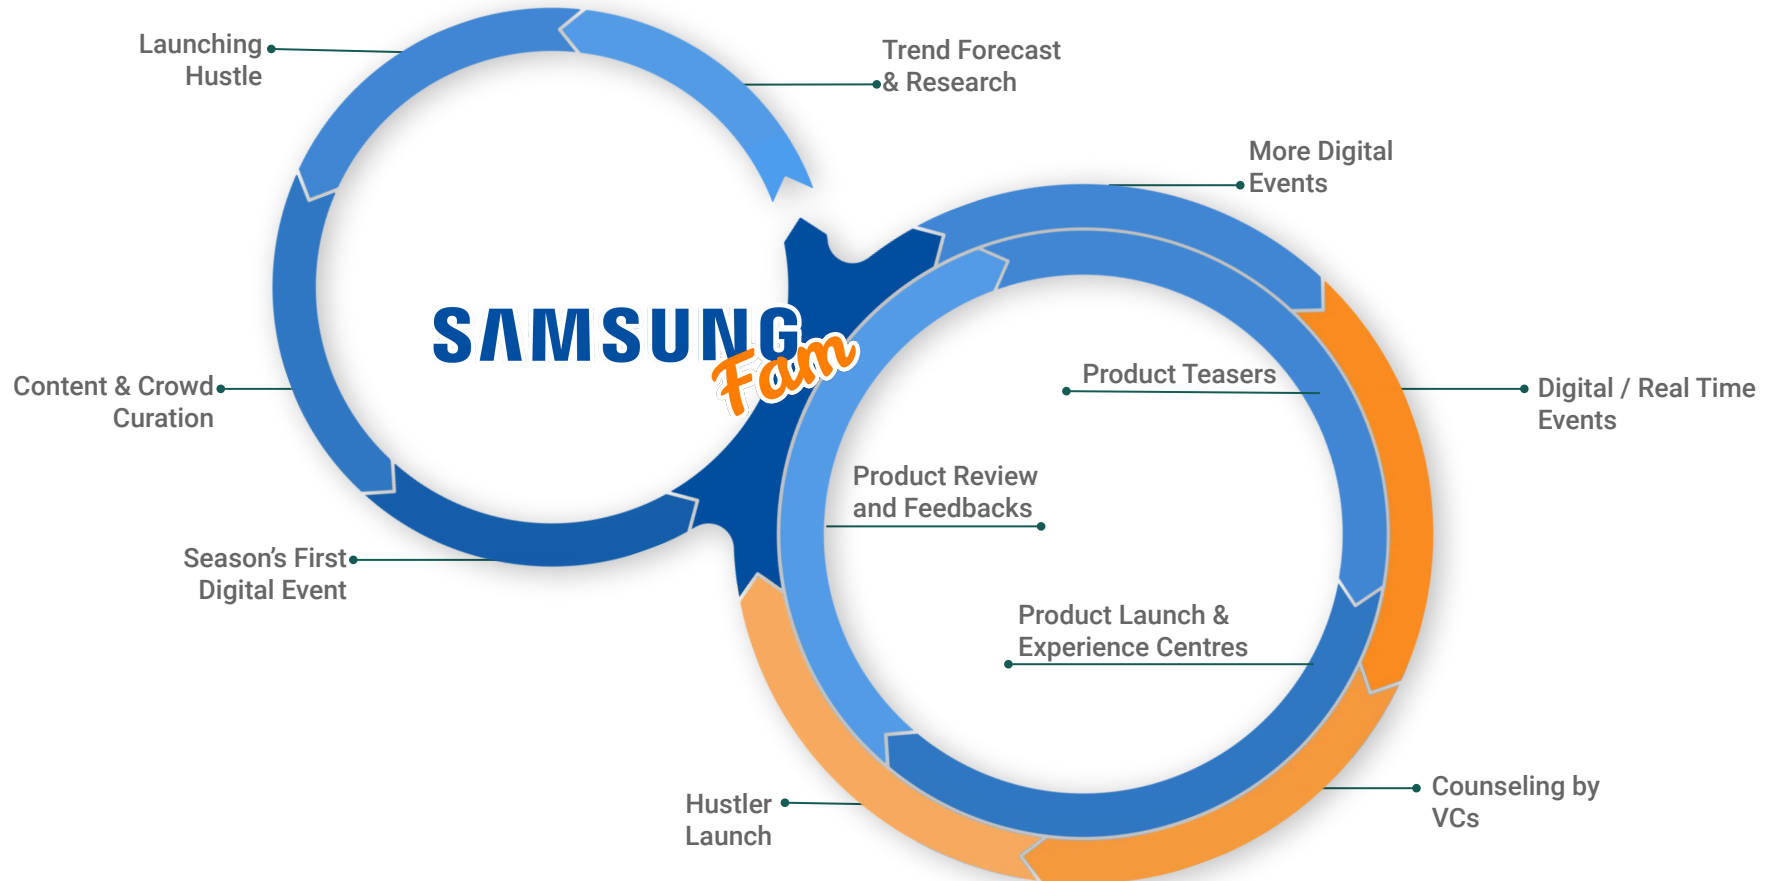 Launching
Hustle
Trend Forecast
& Research
More Digital
Events
SAMSUNG
Fam
Product Teasers
Content & Crowd
Curation
Digital / Real Time
Events
Product Review
and Feedbacks
Season’s First
Digital Event
Product Launch &
Experience Centres
Hustler
Launch
Counseling by
VCs